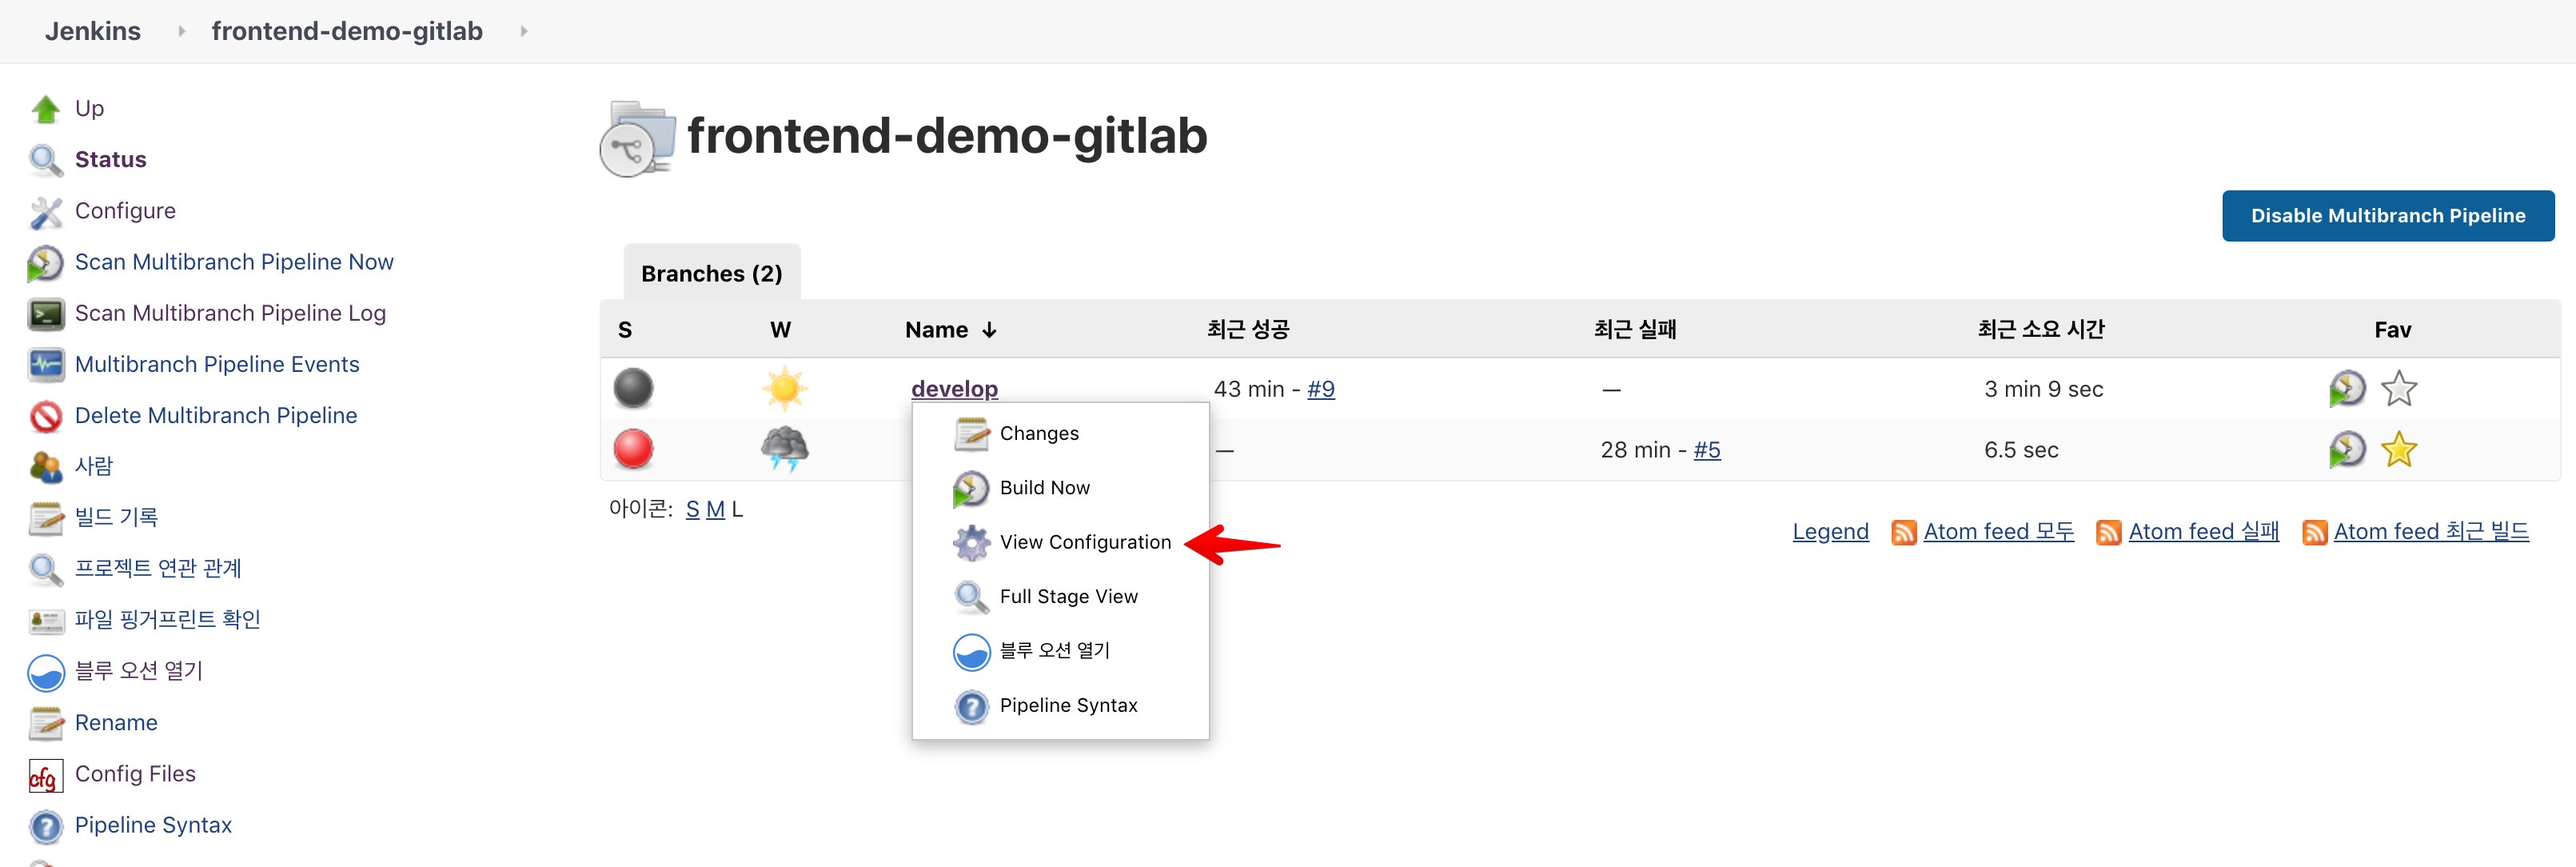 Jenkins frontend-demo-gitlab
Up
Status
Configure
Scan Multibranch Pipeline Now
Scan Multibranch Pipeline Log
Multibranch Pipeline Events
Delete Multibranch Pipeline
사람
빌드 기록
프로젝트 연관 관계
파일 핑거프린트 확인
블루 오션 열기
Rename
Config Files
cfg
Pipeline Syntax
frontend-demo-gitlab
Disable Multibranch Pipeline
Branches (2)
S W Name ↓ 최근 성공 최근 실패 최근 소요 시간 Fav
develop 43 min - #9 — 3 min 9 sec
— 28 min - #5 6.5 sec
Changes
Build Now
View Configuration
Full Stage View
블루 오션 열기
Pipeline Syntax
아이콘: S M L
Legend Atom feed 모두 Atom feed 실패 Atom feed 최근 빌드